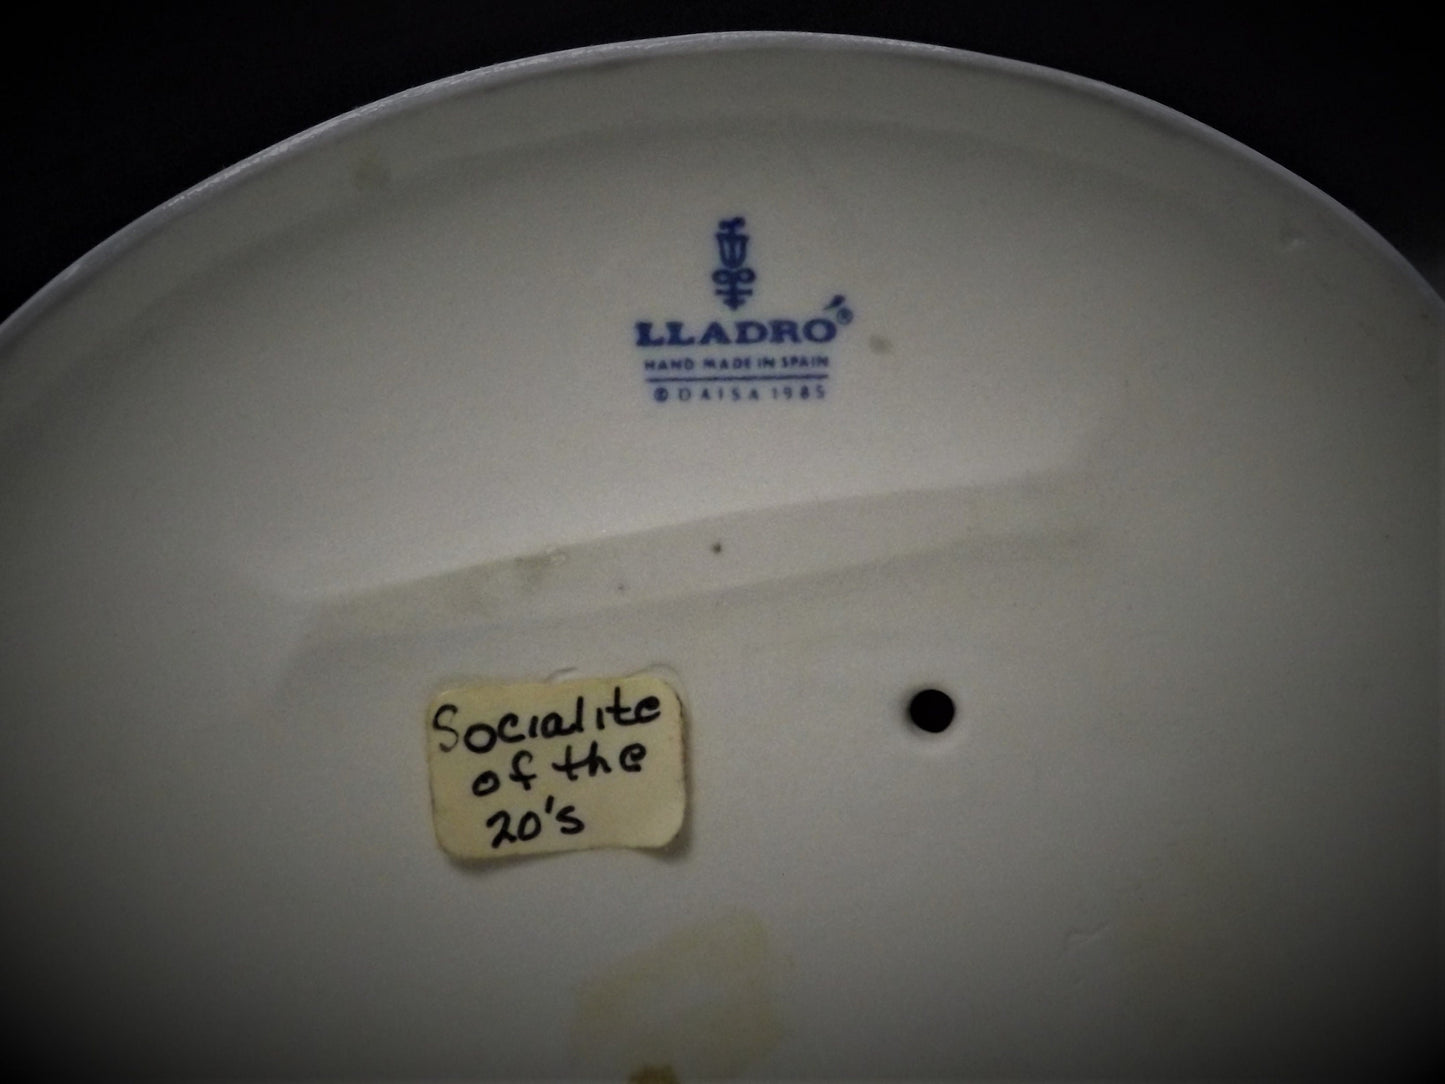 LLADRÓ®
HAND MADE IN SPAIN
© DAISA 1985
Socialite
of the
20's